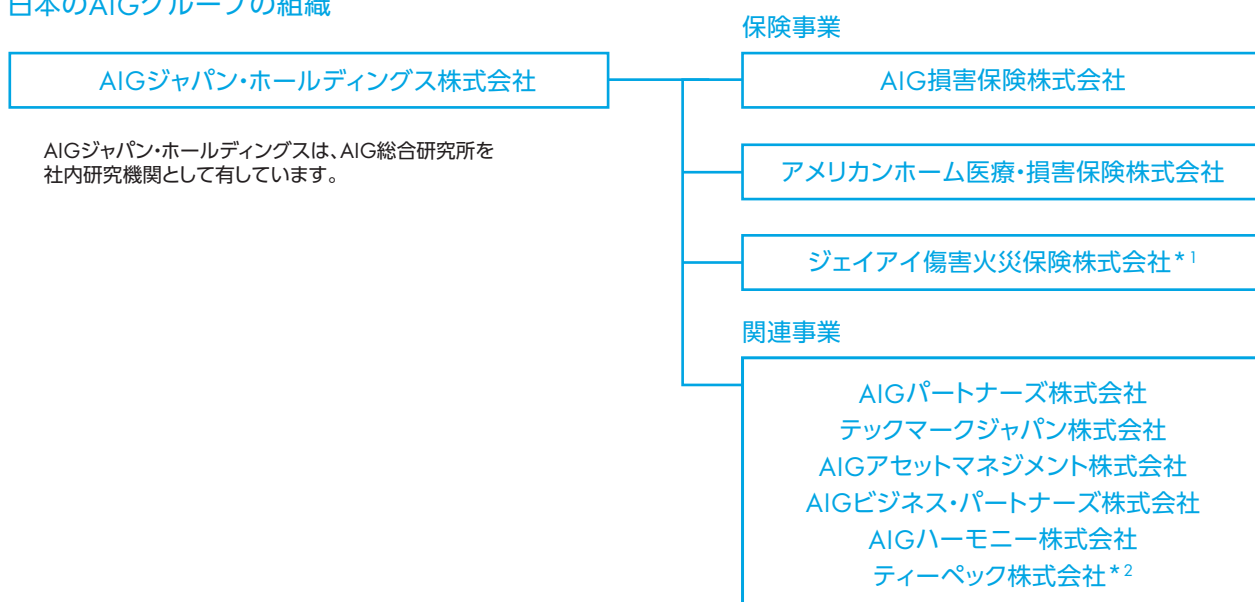 日本のAIGグループの組織
AIGジャパン・ホールディングス株式会社
AIGジャパン・ホールディングスは、AIG総合研究所を
社内研究機関として有しています。
保険事業
AIG損害保険株式会社
アメリカンホーム医療・損害保険株式会社
ジェイアイ傷害火災保険株式会社*1
関連事業
AIGパートナーズ株式会社
テックマークジャパン株式会社
AIGアセットマネジメント株式会社
AIGビジネス・パートナーズ株式会社
AIGハーモニー株式会社
ティーペック株式会社*2